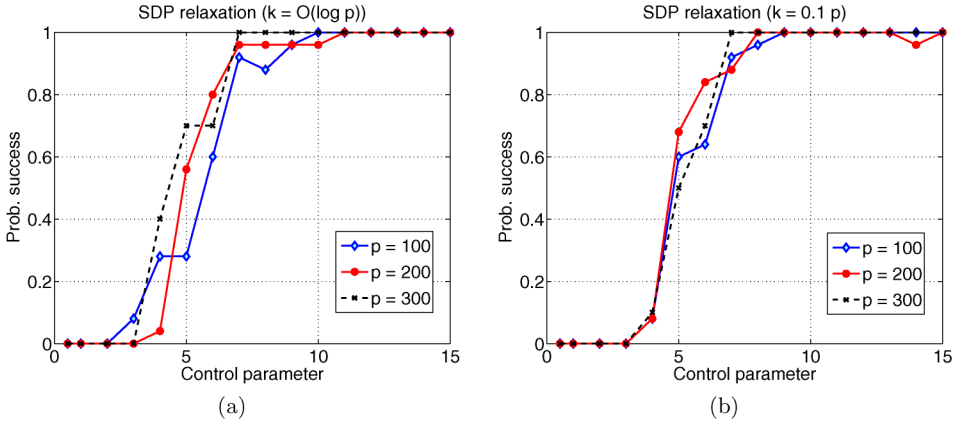 SDP relaxation (k = O(log p))
1
0.8
0.6
0.4
0.2
0
Prob. success
0
5
10
15
Control parameter
p = 100
p = 200
p = 300
(a)
SDP relaxation (k = 0.1 p)
1
0.8
0.6
0.4
0.2
0
Prob. success
0
5
10
15
Control parameter
p = 100
p = 200
p = 300
(b)